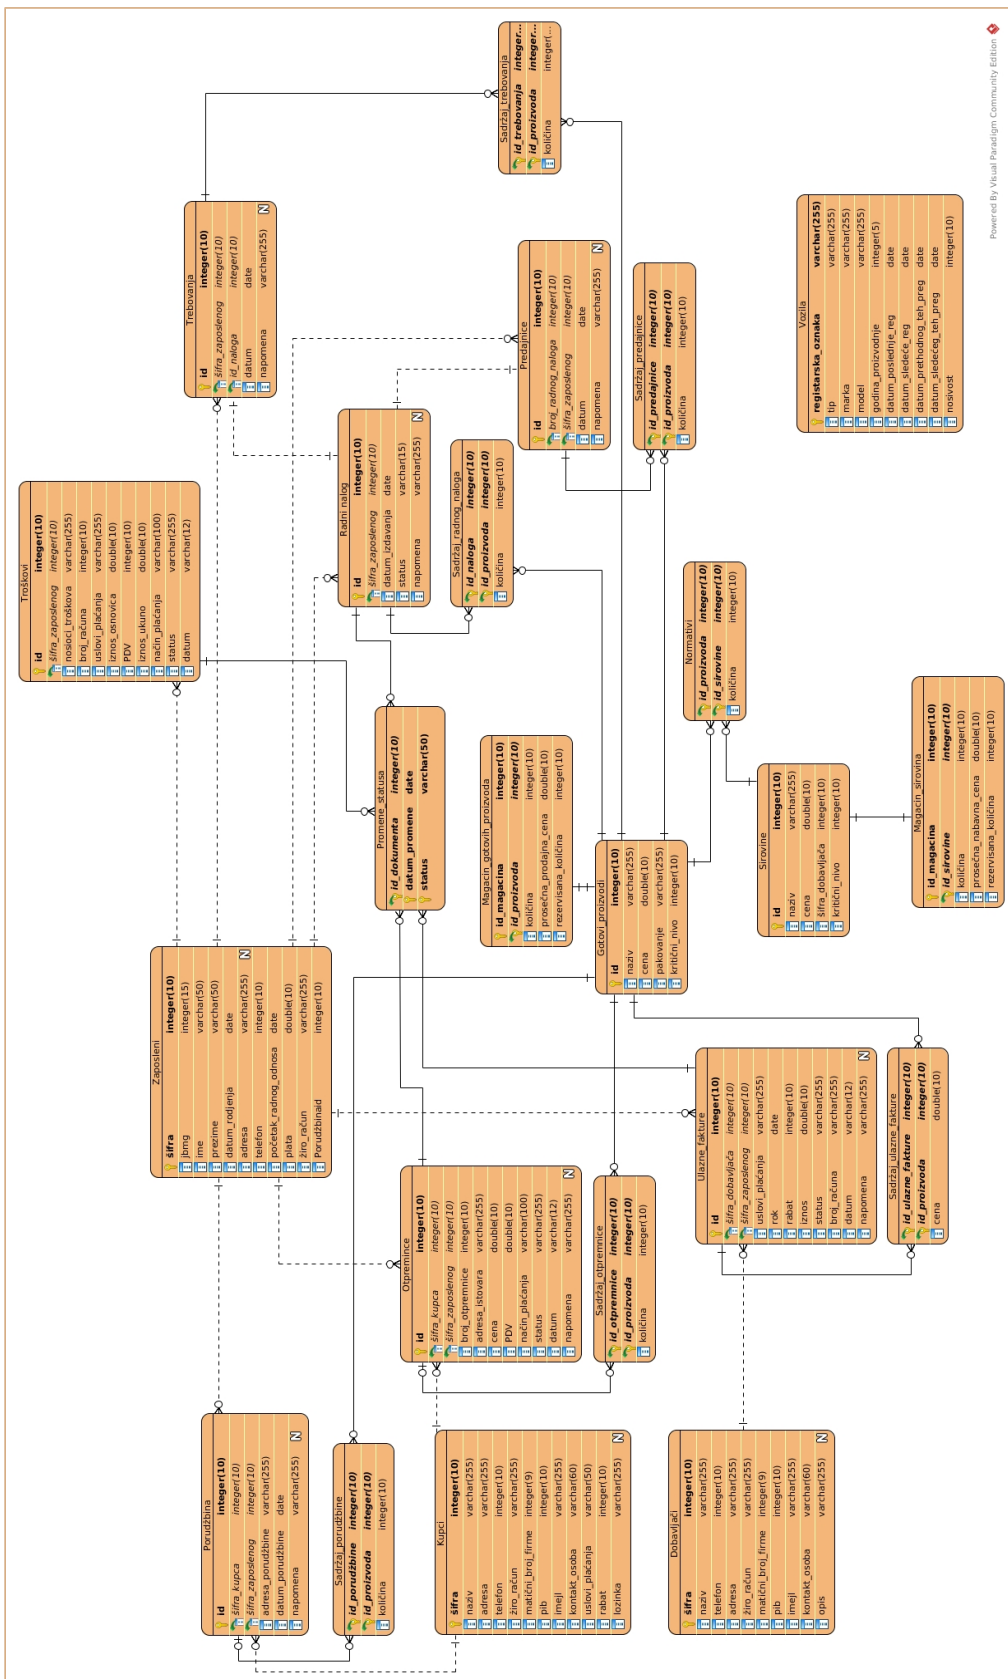 Porudžbina
id integer(10)
šifra_kupca integer(10)
šifra_zaposlenog integer(10)
adresa_porudžbine varchar(255)
datum_porudžbine date
napomena varchar(255)
Sadržaj_porudžbine
id_porudžbine integer(10)
id_proizvoda integer(10)
količina integer(10)
Kupci
šifra integer(10)
naziv varchar(255)
adresa varchar(255)
telefon integer(10)
žiro_račun varchar(255)
matični_broj_firme integer(9)
pib integer(10)
imejl varchar(255)
kontakt_osoba varchar(60)
uslovi_plaćanja varchar(50)
rabat integer(10)
lozinka varchar(255)
Dobavljači
šifra integer(10)
naziv varchar(255)
telefon integer(10)
adresa varchar(255)
žiro_račun varchar(255)
matični_broj_firme integer(9)
pib integer(10)
imejl varchar(255)
kontakt_osoba varchar(60)
opis varchar(255)
Zaposleni
šifra integer(10)
jbmg integer(15)
ime varchar(50)
prezime varchar(50)
datum_rodjenja date
adresa varchar(255)
telefon integer(10)
početak_radnog_odnosa date
plata double(10)
žiro_račun varchar(255)
Porudžbinaid integer(10)
Otpremince
id integer(10)
šifra_kupca integer(10)
šifra_zaposlenog integer(10)
broj_otpremnice integer(10)
adresa_istovara varchar(255)
cena double(10)
PDV double(10)
način_plaćanja varchar(100)
status varchar(255)
datum varchar(12)
napomena varchar(255)
Sadržaj_otpremnice
id_otpremnice integer(10)
id_proizvoda integer(10)
količina integer(10)
Ulazne_fakture
id integer(10)
šifra_dobavljača integer(10)
šifra_zaposlenog integer(10)
uslovi_plaćanja varchar(255)
rok date
rabat integer(10)
iznos double(10)
status varchar(255)
broj_računa varchar(255)
datum varchar(12)
napomena varchar(255)
Sadržaj_ulazne_fakture
id_ulazne_fakture integer(10)
id_proizvoda integer(10)
cena double(10)
Troškovi
id integer(10)
šifra_zaposlenog integer(10)
nosioci_troškova varchar(255)
broj_računa integer(10)
uslovi_plaćanja varchar(255)
iznos_osnovica double(10)
PDV integer(10)
iznos_ukuno double(10)
način_plaćanja varchar(100)
status varchar(255)
datum varchar(12)
Promene_statusa
id_dokumenta integer(10)
datum_promene date
status varchar(50)
Magacin_gotovih_proizvoda
id_magacina integer(10)
id_proizvoda integer(10)
količina integer(10)
prosečna_prodajna_cena double(10)
rezervisana_količina integer(10)
Gotovi_proizvodi
id integer(10)
naziv varchar(255)
cena double(10)
pakovanje varchar(255)
kritični_nivo integer(10)
Sirovine
id integer(10)
naziv varchar(255)
cena double(10)
šifra_dobavljača integer(10)
kritični_nivo integer(10)
Magacin_sirovina
id_magacina integer(10)
id_sirovine integer(10)
količina integer(10)
prosečna_nabavna_cena double(10)
rezervisana_količina integer(10)
Normativi
id_proizvoda integer(10)
id_sirovine integer(10)
količina integer(10)
Trebovanja
id integer(10)
šifra_zaposlenog integer(10)
id_naloga integer(10)
datum date
napomena varchar(255)
Radni nalog
id integer(10)
šifra_zaposlenog integer(10)
datum_izdavanja date
status varchar(15)
napomena varchar(255)
Sadržaj_radnog_naloga
id_naloga integer(10)
id_proizvoda integer(10)
količina integer(10)
Predajnice
id integer(10)
broj_radnog_naloga integer(10)
šifra_zaposlenog integer(10)
datum date
napomena varchar(255)
Sadržaj_predajnice
id_predajnice integer(10)
id_proizvoda integer(10)
količina integer(10)
Sadržaj_trebovanja
id_trebovanja integer...
id_proizvoda integer...
količina integer(...
Vozila
registarska_oznaka varchar(255)
tip varchar(255)
marka varchar(255)
model varchar(255)
godina_proizvodnje integer(5)
datum_poslednje_reg date
datum_sledeće_reg date
datum_prethodnog_teh_preg date
datum_sledeceg_teh_preg date
nosivost integer(10)
Powered By Visual Paradigm Community Edition